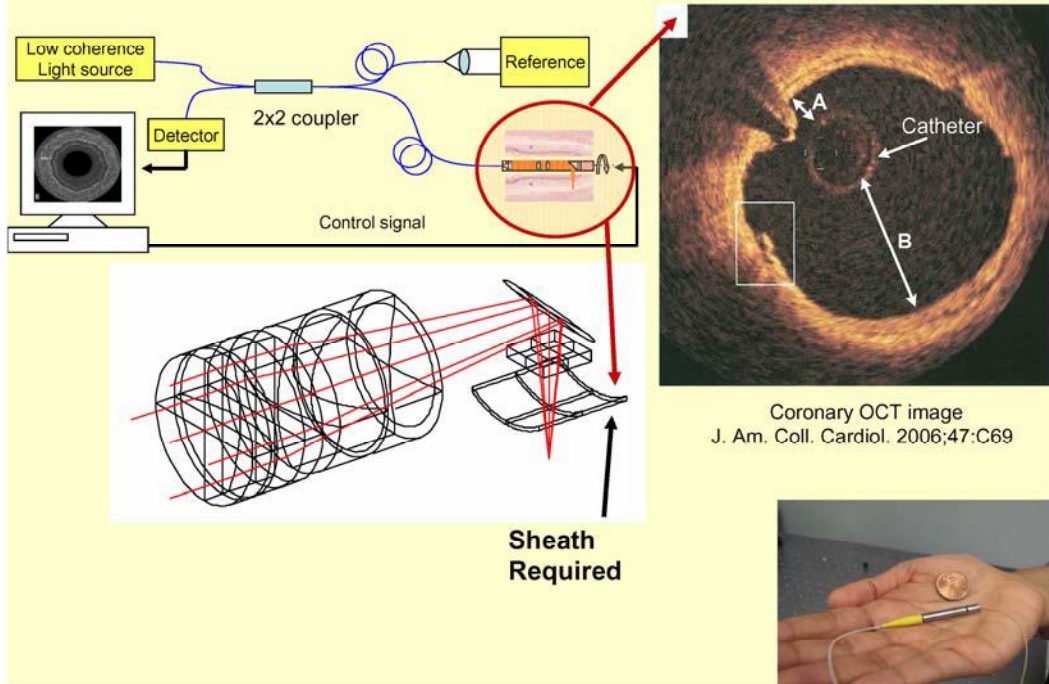 Low coherence
Light source
Reference
2x2 coupler
Detector
Control signal
A
Catheter
B
Coronary OCT image
J. Am. Coll. Cardiol. 2006;47:C69
Sheath
Required